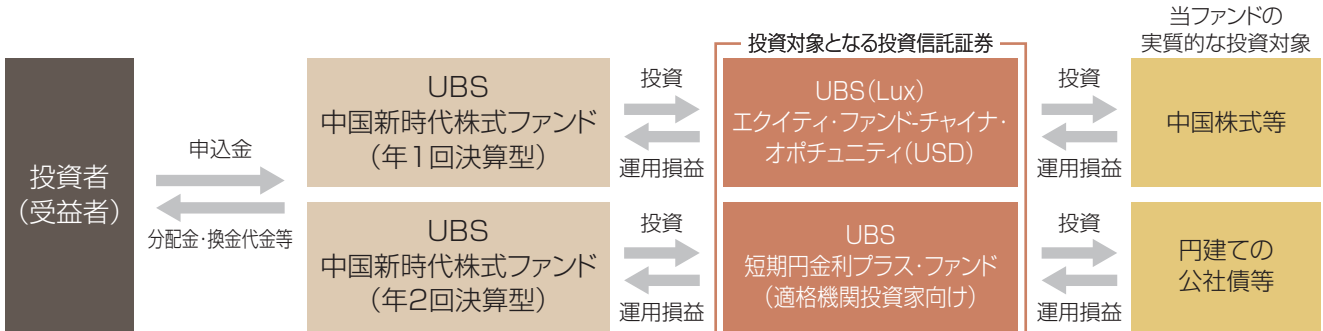 投資者
(受益者)
申込金
分配金・換金代金等
UBS
中国新時代株式ファンド
(年1回決算型)
UBS
中国新時代株式ファンド
(年2回決算型)
投資
運用損益
投資
運用損益
投資対象となる投資信託証券
UBS(Lux)
エクイティ・ファンド-チャイナ・
オポチュニティ(USD)
UBS
短期円金利プラス・ファンド
(適格機関投資家向け)
投資
運用損益
投資
運用損益
当ファンドの
実質的な投資対象
中国株式等
円建ての
公社債等